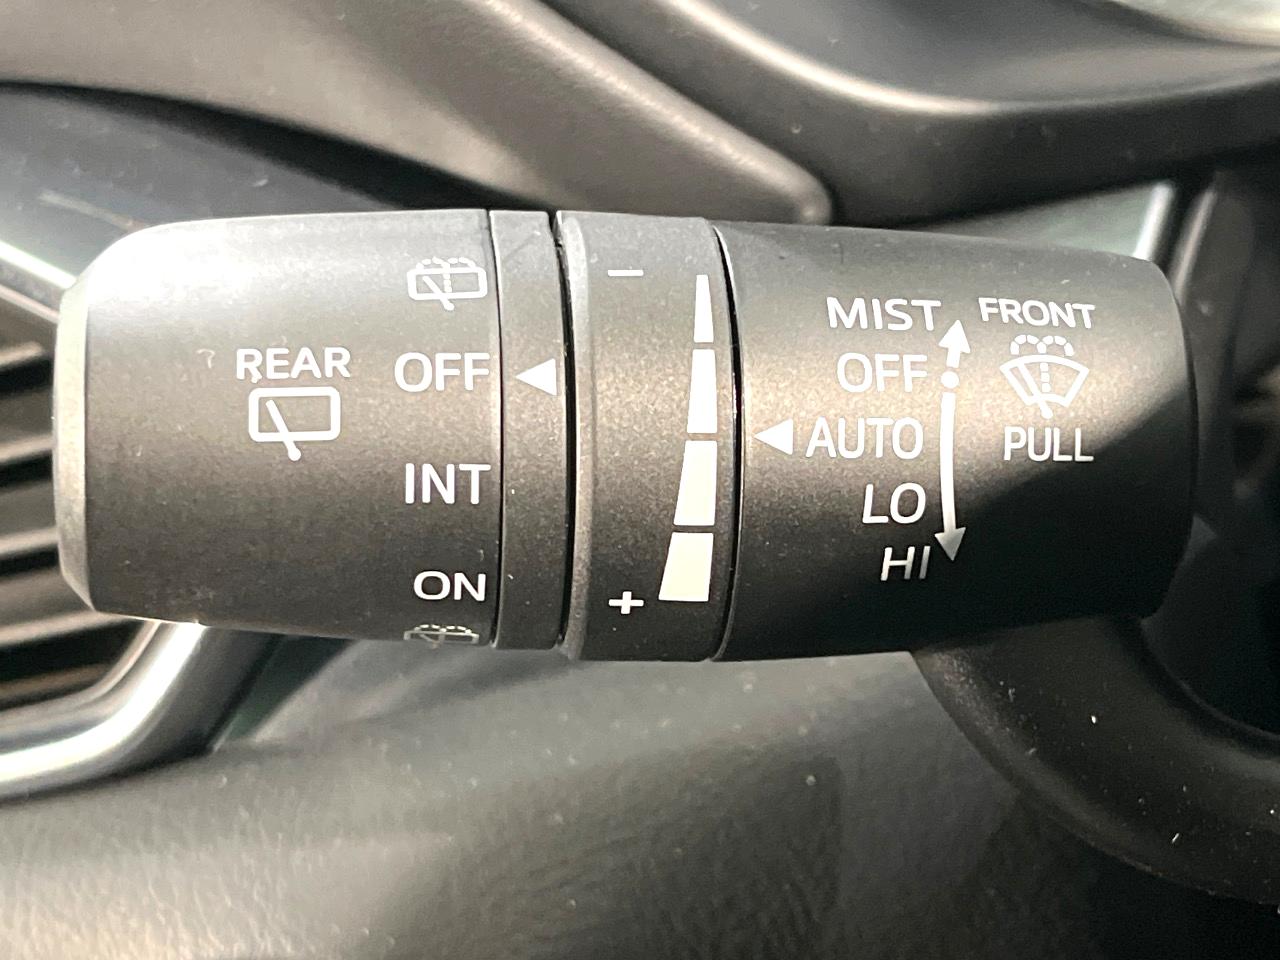 REAR
OFF
INT
ON
−
+
MIST
OFF
AUTO
LO
HI
FRONT
PULL